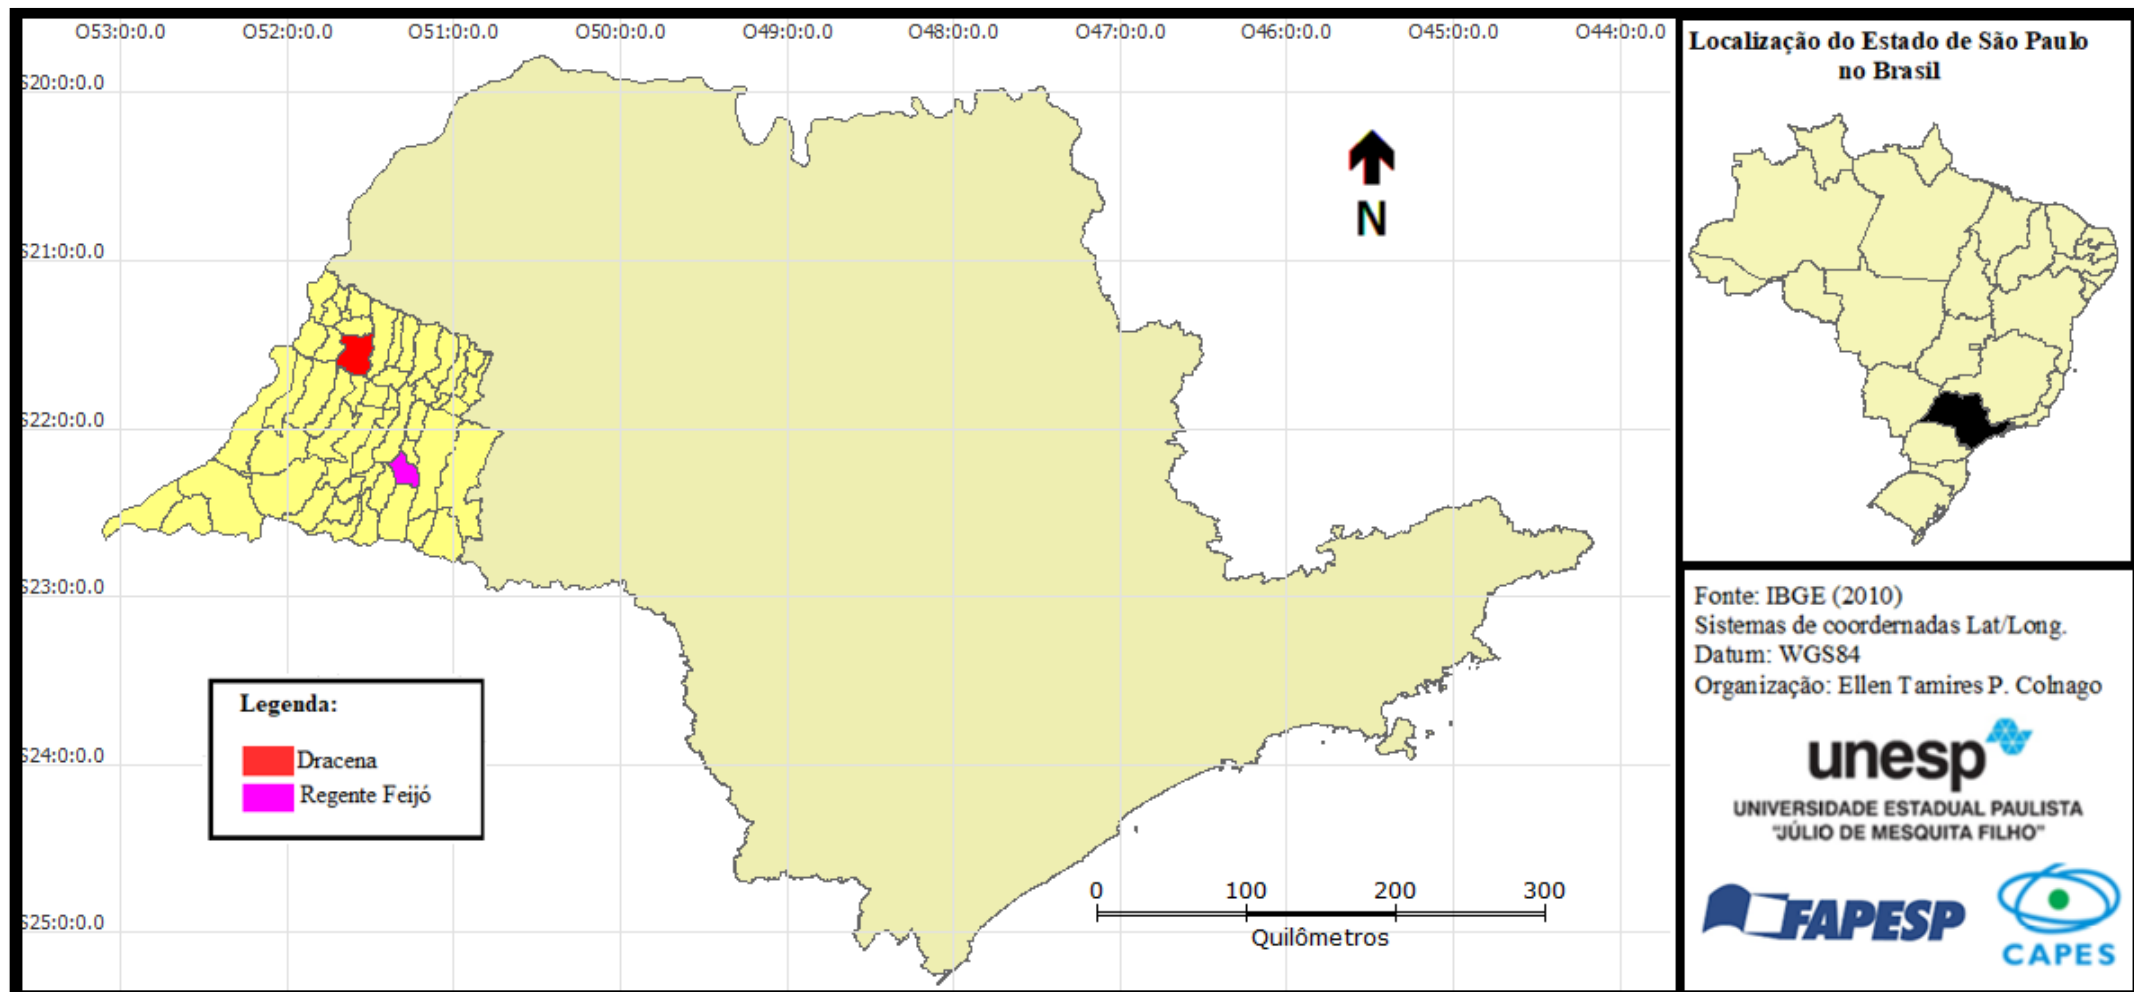 O53:0:0.0 O52:0:0.0 O51:0:0.0 O50:0:0.0 O49:0:0.0 O48:0:0.0 O47:0:0.0 O46:0:0.0 O45:0:0.0 O44:0:0.0
S20:0:0.0
S21:0:0.0
S22:0:0.0
S23:0:0.0
S24:0:0.0
S25:0:0.0
N
Legenda:
Dracena
Regente Feijó
0 100 200 300
Quilômetros
Localização do Estado de São Paulo
no Brasil
Fonte: IBGE (2010)
Sistemas de coordernadas Lat/Long.
Datum: WGS84
Organização: Ellen Tamires P. Colnago
unesp
UNIVERSIDADE ESTADUAL PAULISTA
"JÚLIO DE MESQUITA FILHO"
FAPESP
CAPES